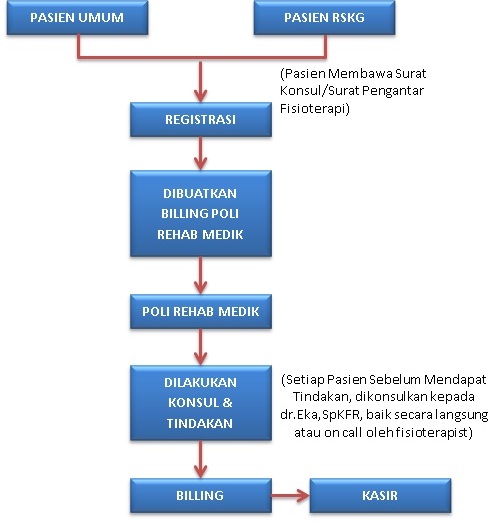 PASIEN UMUM
PASIEN RSKG
(Pasien Membawa Surat
Konsul/Surat Pengantar
Fisioterapi)
REGISTRASI
DIBUATKAN
BILLING POLI
REHAB MEDIK
POLI REHAB MEDIK
DILAKUKAN
KONSUL &
TINDAKAN
(Setiap Pasien Sebelum Mendapat
Tindakan, dikonsulkan kepada
dr.Eka,SpKFR, baik secara langsung
atau on call oleh fisioterapist)
BILLING
KASIR